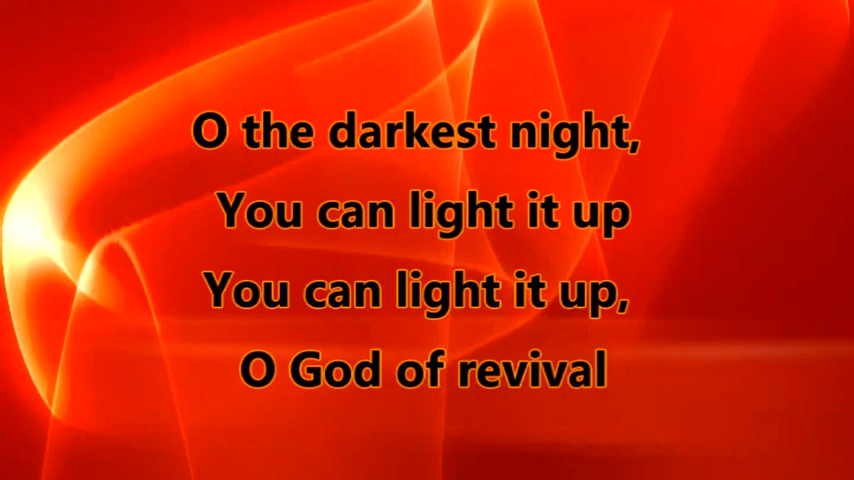 O the darkest night,
You can light it up
You can light it up,
O God of revival